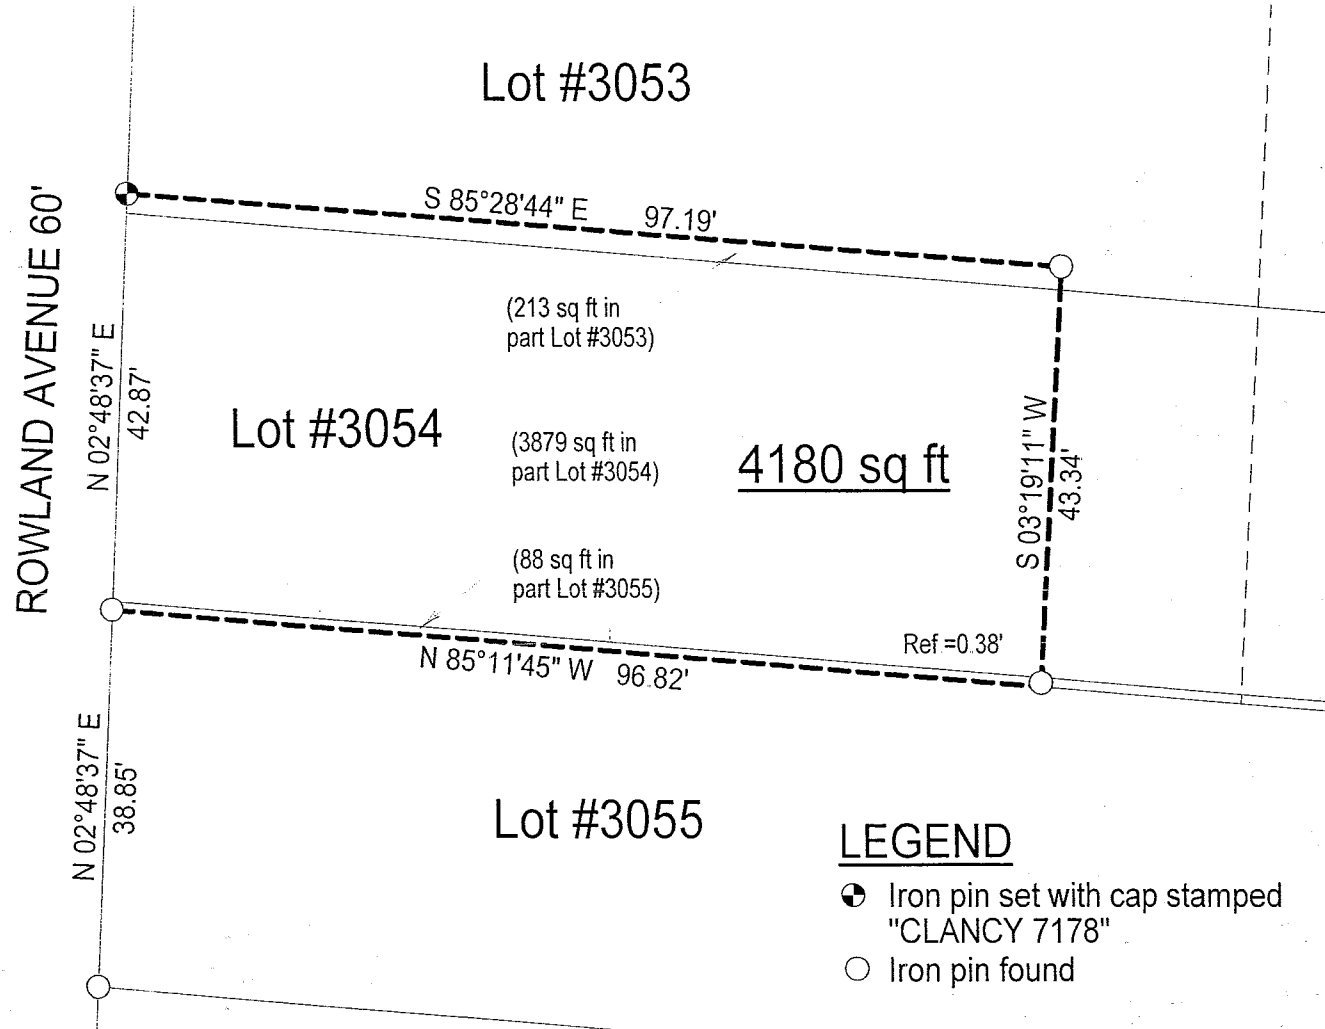 Lot #3053
S 85°28'44" E 97.19'
ROWLAND AVENUE 60'
N 02°48'37" E
42.87'
(213 sq ft in
part Lot #3053)
Lot #3054
(3879 sq ft in
part Lot #3054)
4180 sq ft
S 03°19'11" W
43.34'
(88 sq ft in
part Lot #3055)
Ref.=0.38'
N 85°11'45" W 96.82'
N 02°48'37" E
38.85'
Lot #3055
LEGEND
Iron pin set with cap stamped
"CLANCY 7178"
Iron pin found